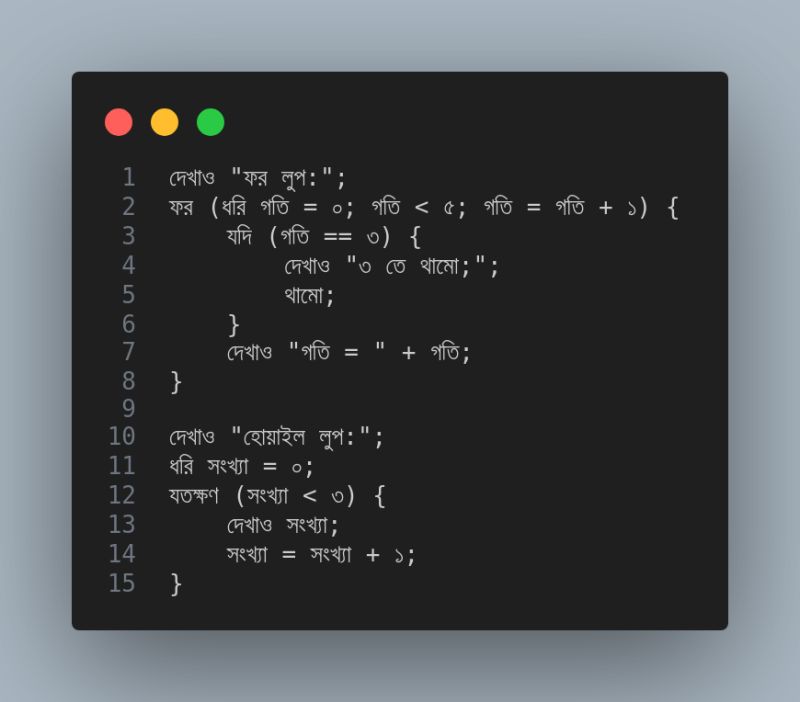 1 দেখাও "ফর লুপ:";
2 ফর (ধরি গতি = ০; গতি < ৫; গতি = গতি + ১) {
3     যদি (গতি == ৩) {
4         দেখাও "৩ তে থামো;";
5         থামো;
6     }
7     দেখাও "গতি = " + গতি;
8 }
9
10 দেখাও "হোয়াইল লুপ:";
11 ধরি সংখ্যা = ০;
12 যতক্ষণ (সংখ্যা < ৩) {
13     দেখাও সংখ্যা;
14     সংখ্যা = সংখ্যা + ১;
15 }